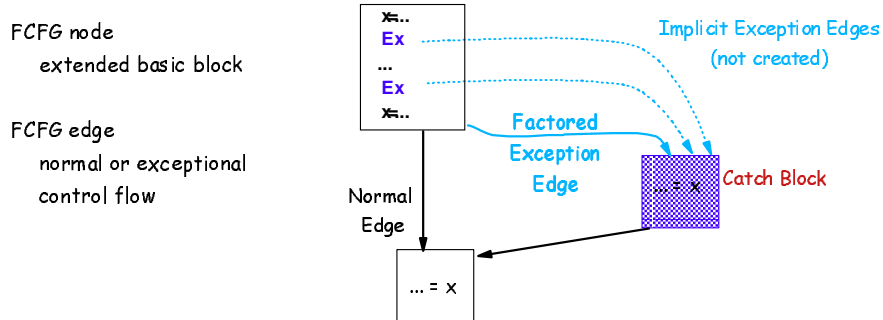 FCFG node
extended basic block
FCFG edge
normal or exceptional
control flow
x=..
Ex
...
Ex
x=..
Implicit Exception Edges
(not created)
Factored
Exception
Edge
Normal
Edge
... = x
Catch Block
... = x